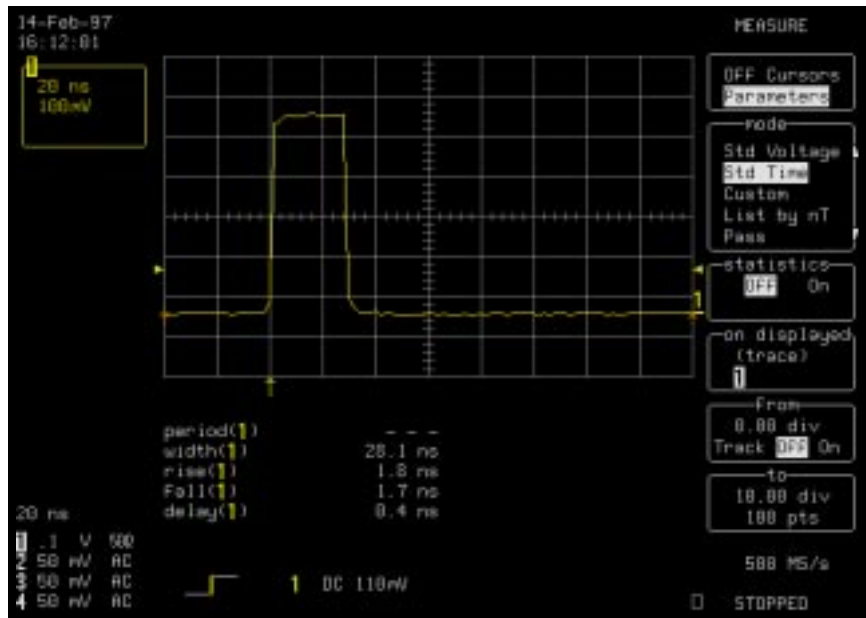 14-Feb-97
16:12:01
1
20 ns
100mV
MEASURE
OFF Cursors
Parameters
mode
Std Voltage
Std Time
Custom
List by nT
Pass
statistics
OFF On
1
on displayed
(trace)
1
From
0.00 div
Track OFF On
to
10.00 div
100 pts
period(1) - - -
width(1) 28.1 ns
rise(1) 1.8 ns
Fall(1) 1.7 ns
delay(1) 0.4 ns
20 ns
1 .1 V 50Ω
2 50 mV AC
3 50 mV AC
4 50 mV AC
1 DC 110mV
500 MS/s
STOPPED